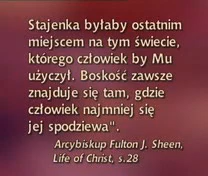 Stajenka byłaby ostatnim
miejscem na tym świecie,
którego człowiek by Mu
użyczył. Boskość zawsze
znajduje się tam, gdzie
człowiek najmniej się
jej spodziewa".
Arcybiskup Fulton J. Sheen,
Life of Christ, s.28